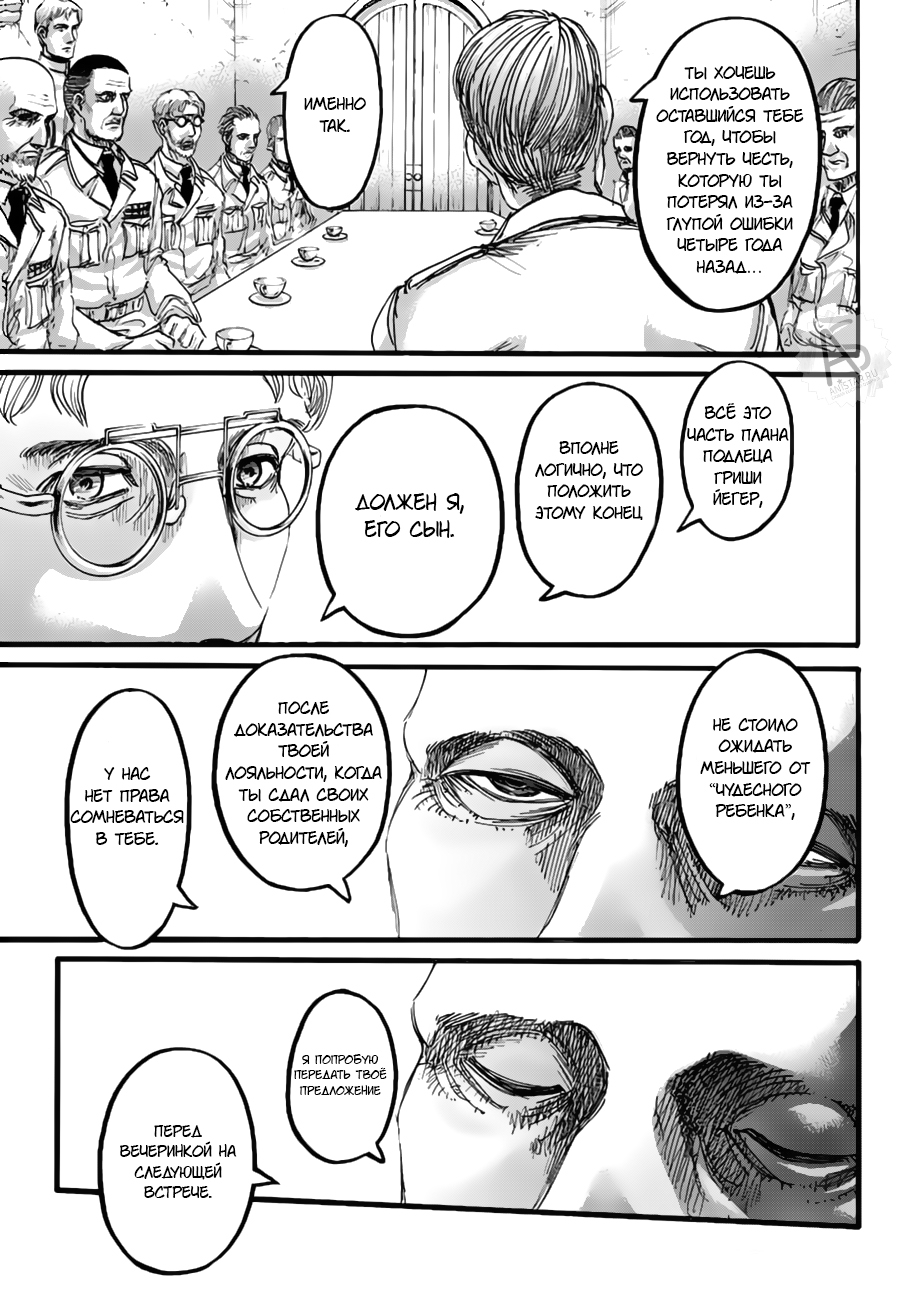 ТЫ ХОЧЕШЬ
ИСПОЛЬЗОВАТЬ
ОСТАВШИЙСЯ ТЕБЕ
ГОД, ЧТОБЫ
ВЕРНУТЬ ЧЕСТЬ,
КОТОРУЮ ТЫ
ПОТЕРЯЛ ИЗ-ЗА
ГЛУПОЙ ОШИБКИ
ЧЕТЫРЕ ГОДА
НАЗАД...
ИМЕННО
ТАК.
ВСЁ ЭТО
ЧАСТЬ ПЛАНА
ПОДЛЕЦА
ГРИШИ
ЙЕГЕР,
ВПОЛНЕ
ЛОГИЧНО, ЧТО
ПОЛОЖИТЬ
ЭТОМУ КОНЕЦ
ДОЛЖЕН Я,
ЕГО СЫН.
НЕ СТОИЛО
ОЖИДАТЬ
МЕНЬШЕГО ОТ
"ЧУДЕСНОГО
РЕБЕНКА",
ПОСЛЕ
ДОКАЗАТЕЛЬСТВА
ТВОЕЙ
ЛОЯЛЬНОСТИ, КОГДА
ТЫ СДАЛ СВОИХ
СОБСТВЕННЫХ
РОДИТЕЛЕЙ,
У НАС
НЕТ ПРАВА
СОМНЕВАТЬСЯ
В ТЕБЕ.
Я ПОПРОБУЮ
ПЕРЕДАТЬ ТВОЁ
ПРЕДЛОЖЕНИЕ
ПЕРЕД
ВЕЧЕРИНКОЙ НА
СЛЕДУЮЩЕЙ
ВСТРЕЧЕ.